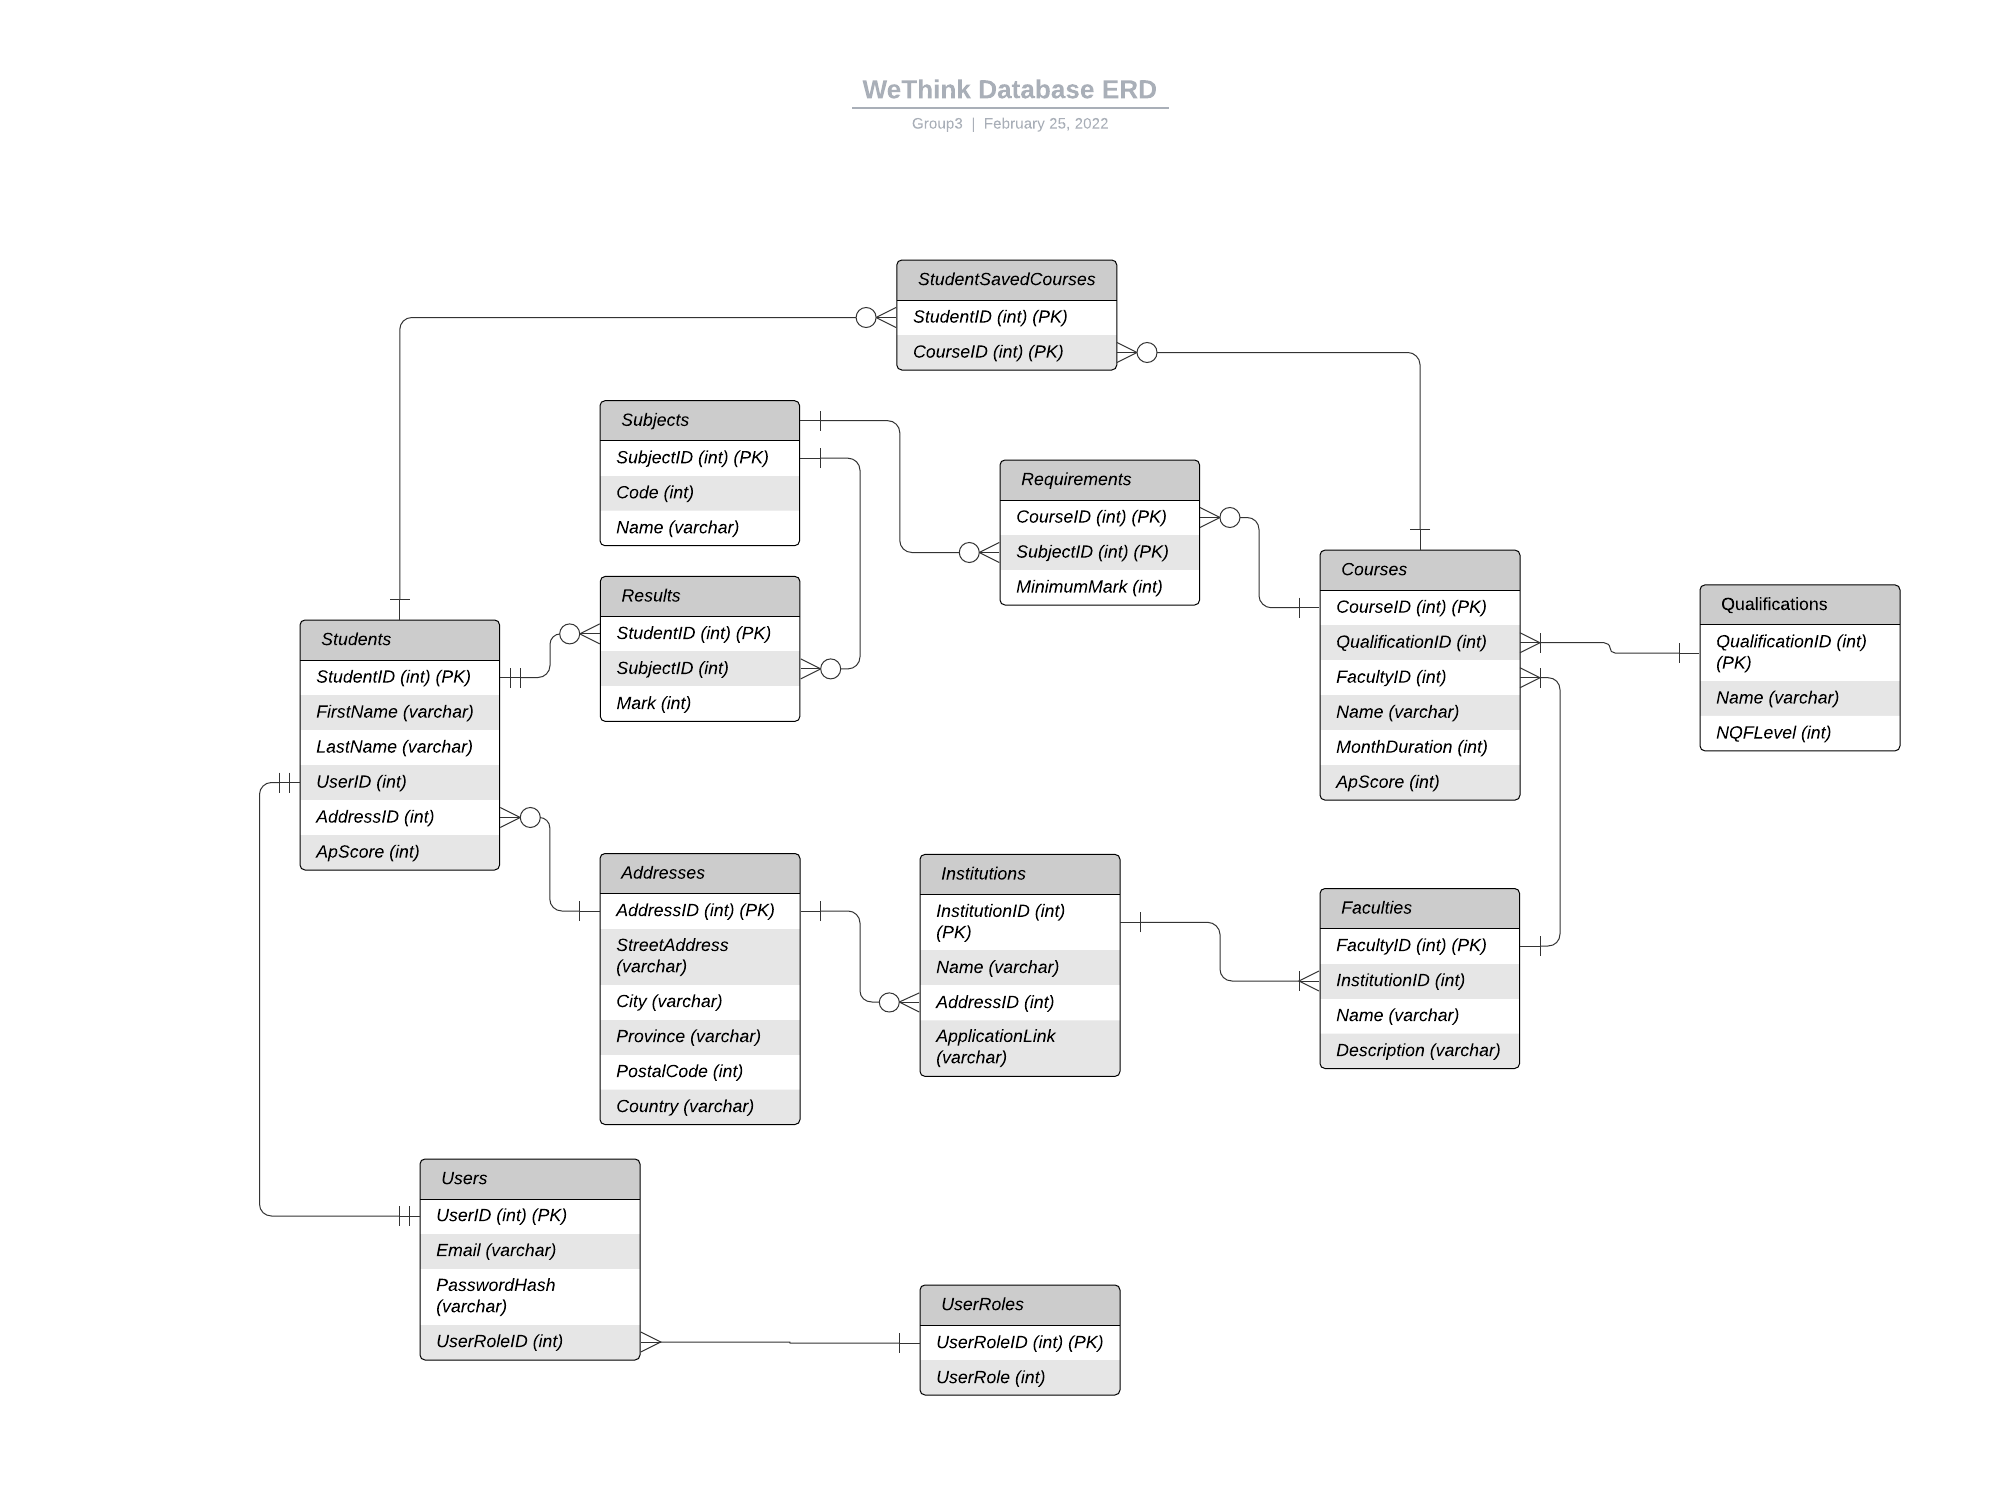 WeThink Database ERD
Group3 | February 25, 2022
StudentSavedCourses
StudentID (int) (PK)
CourseID (int) (PK)
Subjects
SubjectID (int) (PK)
Code (int)
Name (varchar)
Requirements
CourseID (int) (PK)
SubjectID (int) (PK)
MinimumMark (int)
Courses
CourseID (int) (PK)
QualificationID (int)
FacultyID (int)
Name (varchar)
MonthDuration (int)
ApScore (int)
Qualifications
QualificationID (int)
(PK)
Name (varchar)
NQFLevel (int)
Results
StudentID (int) (PK)
SubjectID (int)
Mark (int)
Students
StudentID (int) (PK)
FirstName (varchar)
LastName (varchar)
UserID (int)
AddressID (int)
ApScore (int)
Addresses
AddressID (int) (PK)
StreetAddress
(varchar)
City (varchar)
Province (varchar)
PostalCode (int)
Country (varchar)
Institutions
InstitutionID (int)
(PK)
Name (varchar)
AddressID (int)
ApplicationLink
(varchar)
Faculties
FacultyID (int) (PK)
InstitutionID (int)
Name (varchar)
Description (varchar)
Users
UserID (int) (PK)
Email (varchar)
PasswordHash
(varchar)
UserRoleID (int)
UserRoles
UserRoleID (int) (PK)
UserRole (int)